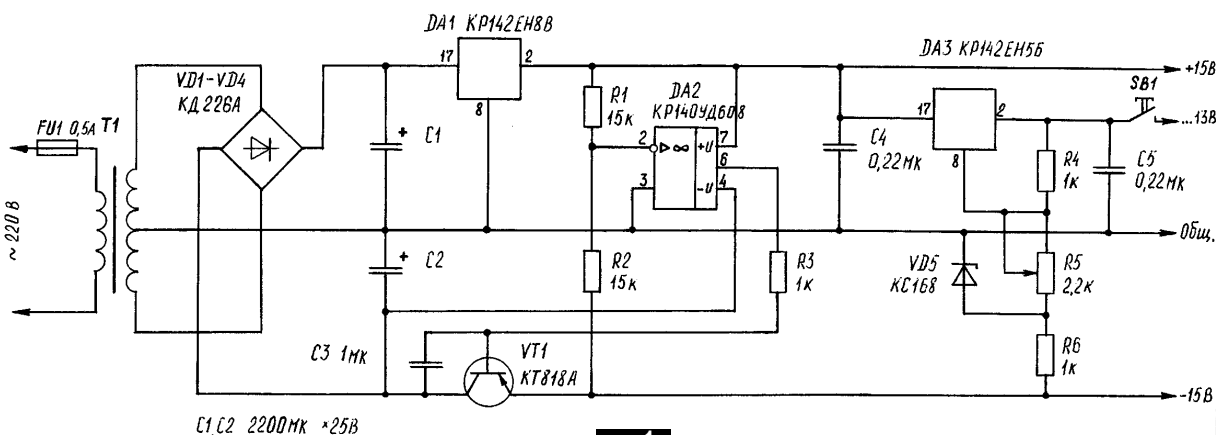 DA1 КР142ЕН8В
17
2
8
DA3 КР142ЕН5Б
+15В
SB1
...13В
VD1-VD4
КД226А
FU1 0,5А
T1
~220В
C1
R1
15к
DA2
КР140УД608
2
3
▷∞
+U
-U
7
6
4
C4
0,22мк
17
2
8
R4
1к
C5
0,22мк
Общ.
C2
R2
15к
R3
1к
VD5
КС168
R5
2,2к
C3 1мк
VT1
КТ818А
R6
1к
-15В
C1,C2 2200мк ×25В